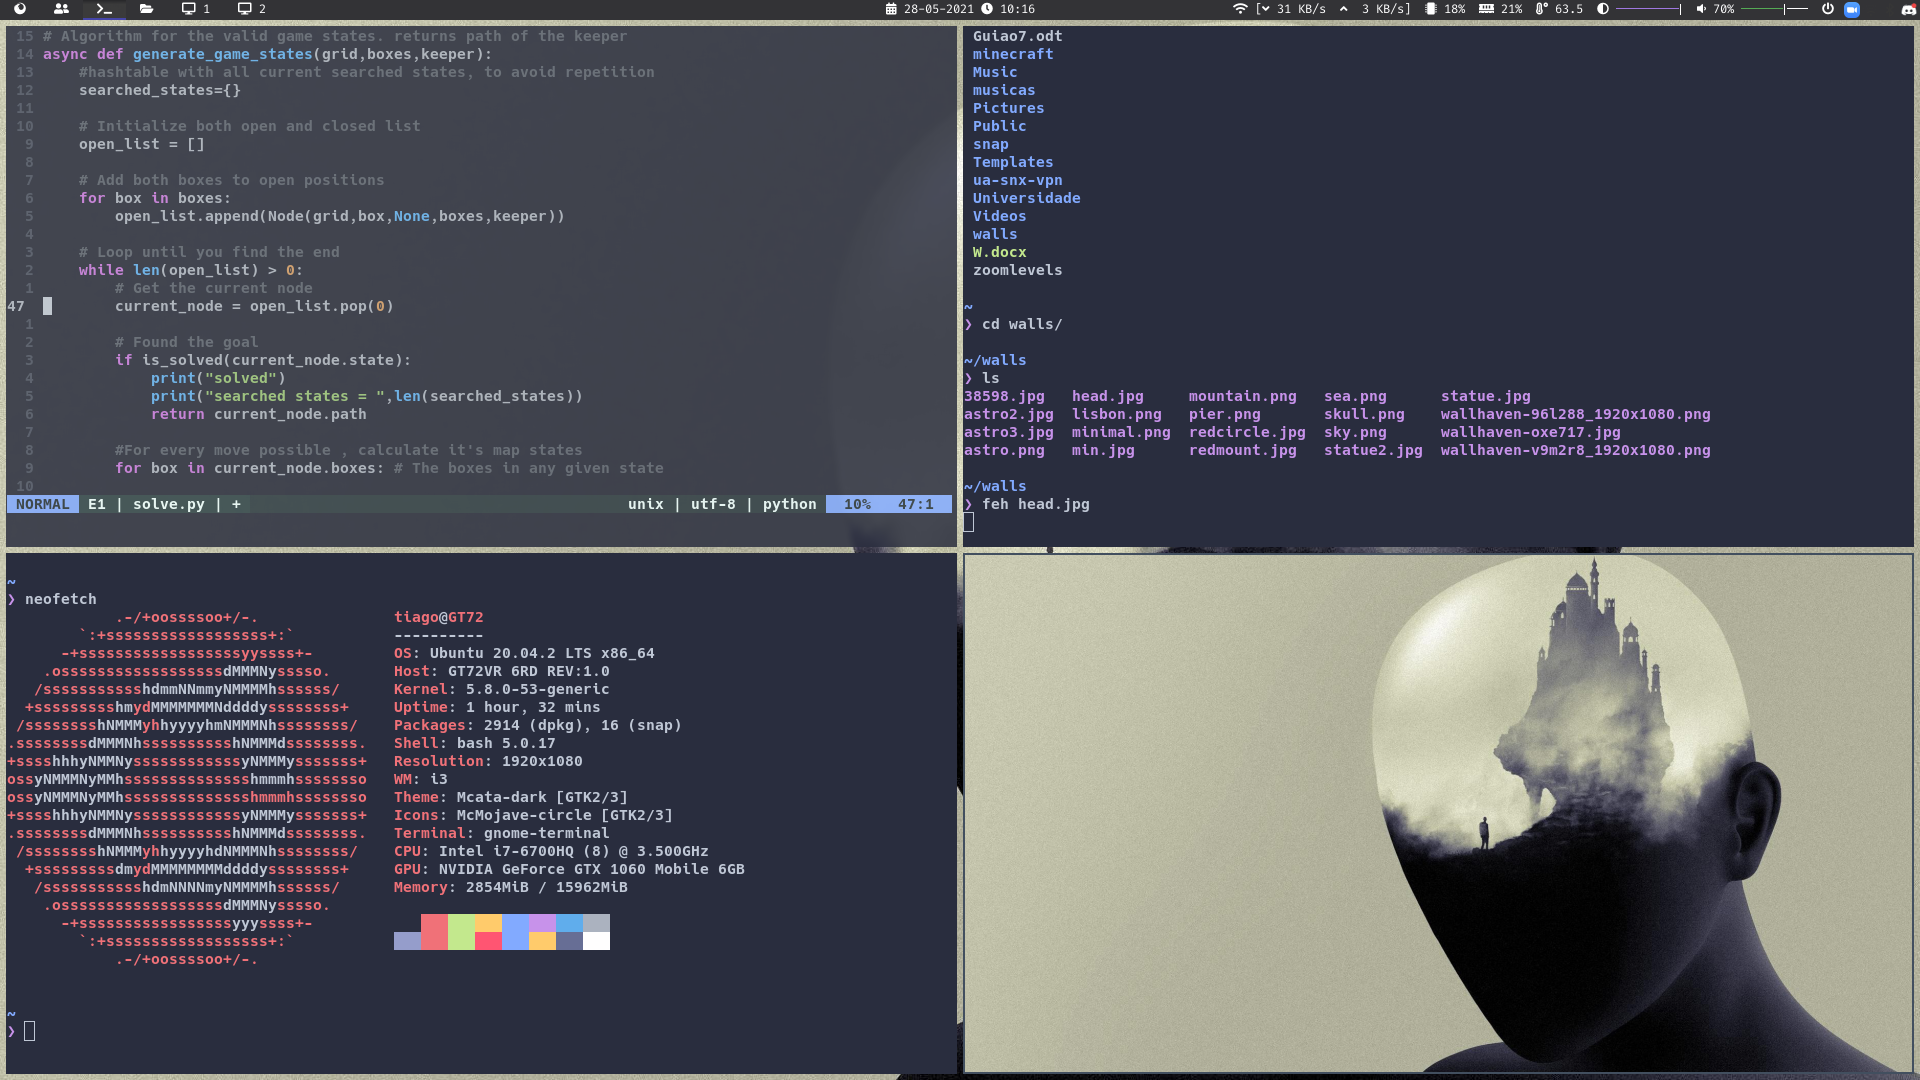 1
2
28-05-2021 10:16
[ 31 KB/s 3 KB/s] 18% 21% 63.5 70%
15 # Algorithm for the valid game states. returns path of the keeper
14 async def generate_game_states(grid,boxes,keeper):
13     #hashtable with all current searched states, to avoid repetition
12     searched_states={}
11
10     # Initialize both open and closed list
9     open_list = []
8
7     # Add both boxes to open positions
6     for box in boxes:
5         open_list.append(Node(grid,box,None,boxes,keeper))
4
3     # Loop until you find the end
2     while len(open_list) > 0:
1         # Get the current node
47         current_node = open_list.pop(0)
1
2         # Found the goal
3         if is_solved(current_node.state):
4             print("solved")
5             print("searched states = ",len(searched_states))
6             return current_node.path
7
8         #For every move possible , calculate it's map states
9         for box in current_node.boxes: # The boxes in any given state
10
NORMAL E1 | solve.py | + unix | utf-8 | python 10% 47:1
Guiao7.odt
minecraft
Music
musicas
Pictures
Public
snap
Templates
ua-snx-vpn
Universidade
Videos
walls
W.docx
zoomlevels
~
❯ cd walls/
~/walls
❯ ls
38598.jpg head.jpg mountain.png sea.png statue.jpg
astro2.jpg lisbon.png pier.png skull.png wallhaven-96l288_1920x1080.png
astro3.jpg minimal.png redcircle.jpg sky.png wallhaven-oxe717.jpg
astro.png min.jpg redmount.jpg statue2.jpg wallhaven-v9m2r8_1920x1080.png
~/walls
❯ feh head.jpg
~
❯ neofetch
            .-/+oossssoo+/-.               tiago@GT72
        `:+ssssssssssssssssss+:`           ----------
      -+ssssssssssssssssssyyssss+-         OS: Ubuntu 20.04.2 LTS x86_64
    .ossssssssssssssssssdMMMNysssso.       Host: GT72VR 6RD REV:1.0
   /ssssssssssshdmmNNmmyNMMMMhssssss/      Kernel: 5.8.0-53-generic
  +ssssssssshmydMMMMMMMNddddyssssssss+     Uptime: 1 hour, 32 mins
 /sssssssshNMMMyhhyyyyhmNMMMNhssssssss/    Packages: 2914 (dpkg), 16 (snap)
.ssssssssdMMMNhsssssssssshNMMMdssssssss.   Shell: bash 5.0.17
+sssshhhyNMMNyssssssssssssyNMMMysssssss+   Resolution: 1920x1080
ossyNMMMNyMMhsssssssssssssshmmmhssssssso   WM: i3
ossyNMMMNyMMhsssssssssssssshmmmhssssssso   Theme: Mcata-dark [GTK2/3]
+sssshhhyNMMNyssssssssssssyNMMMysssssss+   Icons: McMojave-circle [GTK2/3]
.ssssssssdMMMNhsssssssssshNMMMdssssssss.   Terminal: gnome-terminal
 /sssssssshNMMMyhhyyyyhdNMMMNhssssssss/    CPU: Intel i7-6700HQ (8) @ 3.500GHz
  +sssssssssdmydMMMMMMMMddddyssssssss+     GPU: NVIDIA GeForce GTX 1060 Mobile 6GB
   /ssssssssssshdmNNNNmyNMMMMhssssss/      Memory: 2854MiB / 15962MiB
    .ossssssssssssssssssdMMMNysssso.
      -+sssssssssssssssssyyyssss+-
        `:+ssssssssssssssssss+:`
            .-/+oossssoo+/-.
~
❯